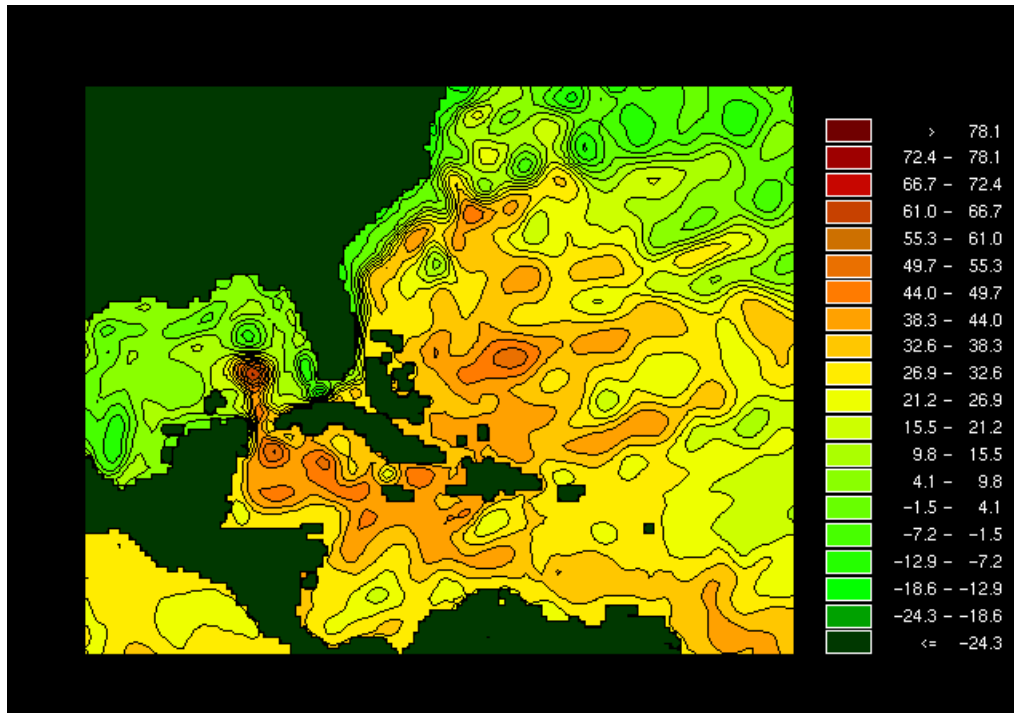 > 78.1
72.4 – 78.1
66.7 – 72.4
61.0 – 66.7
55.3 – 61.0
49.7 – 55.3
44.0 – 49.7
38.3 – 44.0
32.6 – 38.3
26.9 – 32.6
21.2 – 26.9
15.5 – 21.2
9.8 – 15.5
4.1 – 9.8
−1.5 – 4.1
−7.2 – −1.5
−12.9 – −7.2
−18.6 – −12.9
−24.3 – −18.6
<= −24.3